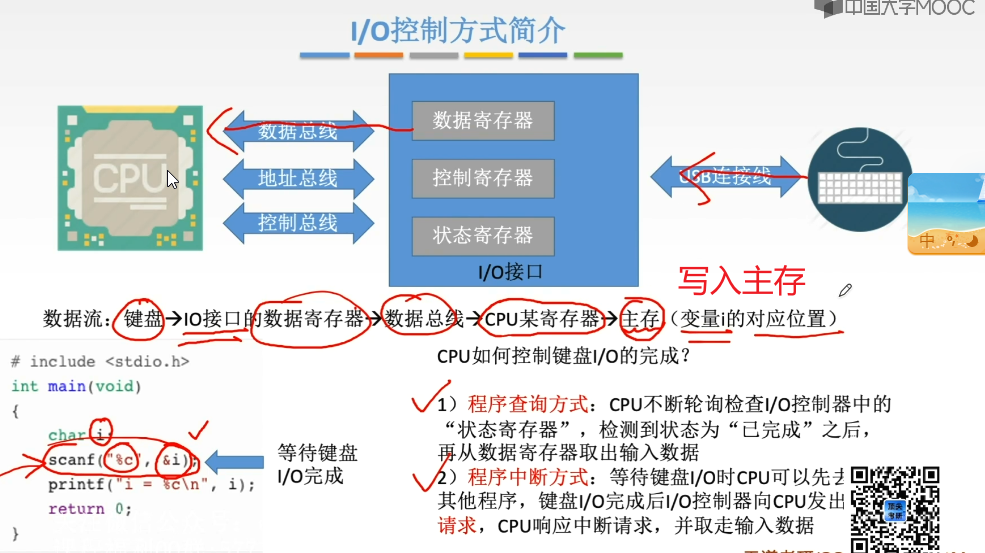 中国大学MOOC
I/O控制方式简介
CPU
数据总线
地址总线
控制总线
数据寄存器
控制寄存器
状态寄存器
I/O接口
USB连接线
中
写入主存
数据流：键盘→IO接口的数据寄存器→数据总线→CPU某寄存器→主存（变量i的对应位置）
# include <stdio.h>
int main(void)
{
char i;
scanf("%c", &i);
printf("i = %c\n", i);
return 0;
}
等待键盘
I/O完成
CPU如何控制键盘I/O的完成？
1）程序查询方式：CPU不断轮询检查I/O控制器中的
“状态寄存器”，检测到状态为“已完成”之后，
再从数据寄存器取出输入数据
2）程序中断方式：等待键盘I/O时CPU可以先去
其他程序，键盘I/O完成后I/O控制器向CPU发出
请求，CPU响应中断请求，并取走输入数据